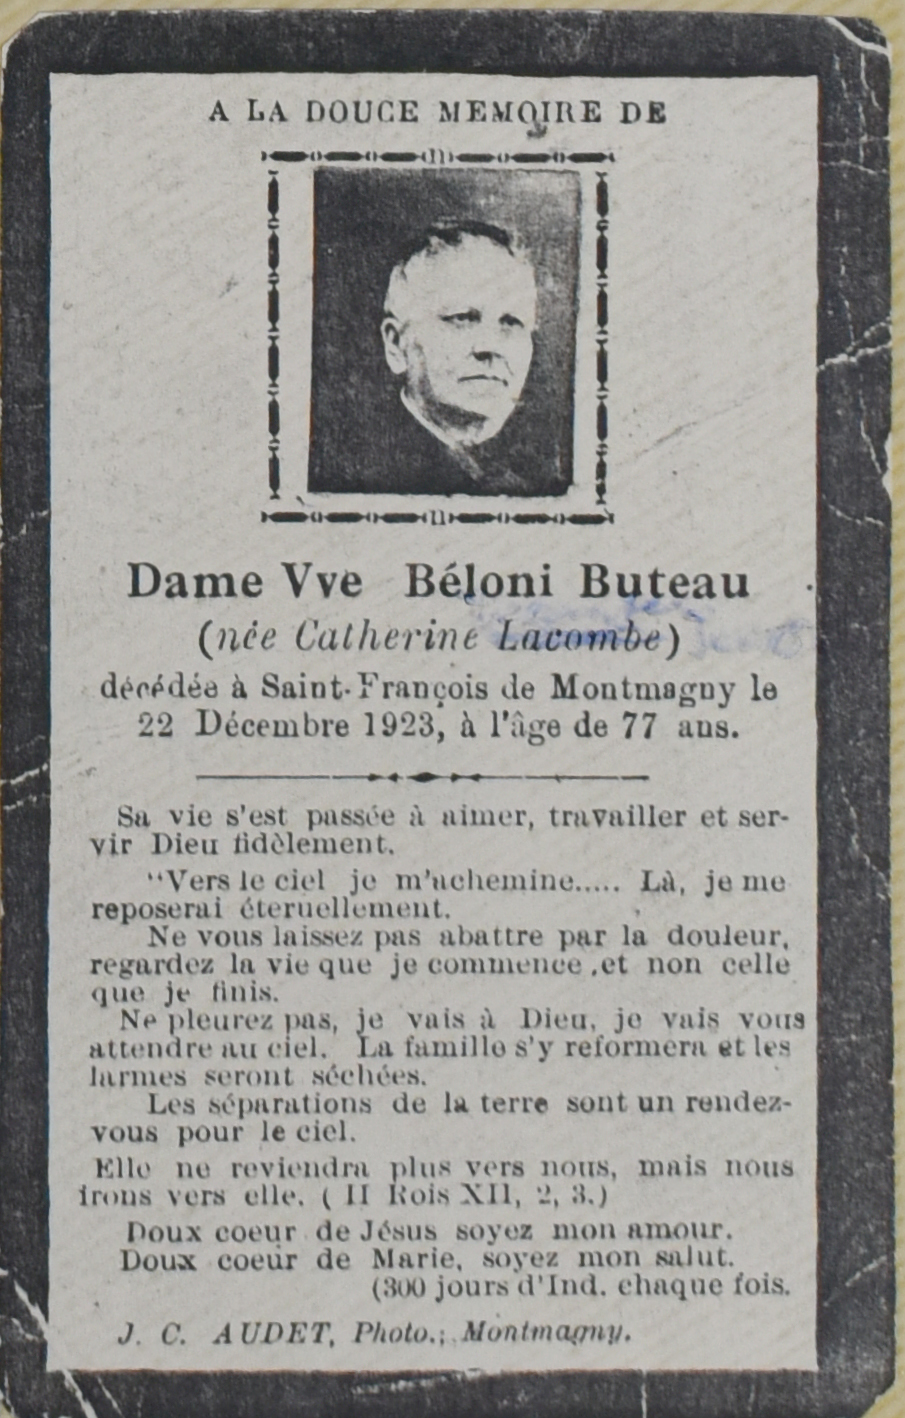 A LA DOUCE MEMOIRE DE
Dame Vve Béloni Buteau
(née Catherine Lacombe)
décédée à Saint-François de Montmagny le
22 Décembre 1923, à l'âge de 77 ans.
Sa vie s'est passée à aimer, travailler et ser-
vir Dieu fidèlement.
"Vers le ciel je m'achemine..... Là, je me
reposerai éternellement.
Ne vous laissez pas abattre par la douleur,
regardez la vie que je commence .et non celle
que je finis.
Ne pleurez pas, je vais à Dieu, je vais vous
attendre au ciel. La famille s'y reformera et les
larmes seront séchées.
Les séparations de la terre sont un rendez-
vous pour le ciel.
Elle ne reviendra plus vers nous, mais nous
irons vers elle. ( II Rois XII, 2, 3.)
Doux coeur de Jésus soyez mon amour.
Doux coeur de Marie, soyez mon salut.
(300 jours d'Ind. chaque fois.
J. C. AUDET, Photo.; Montmagny.